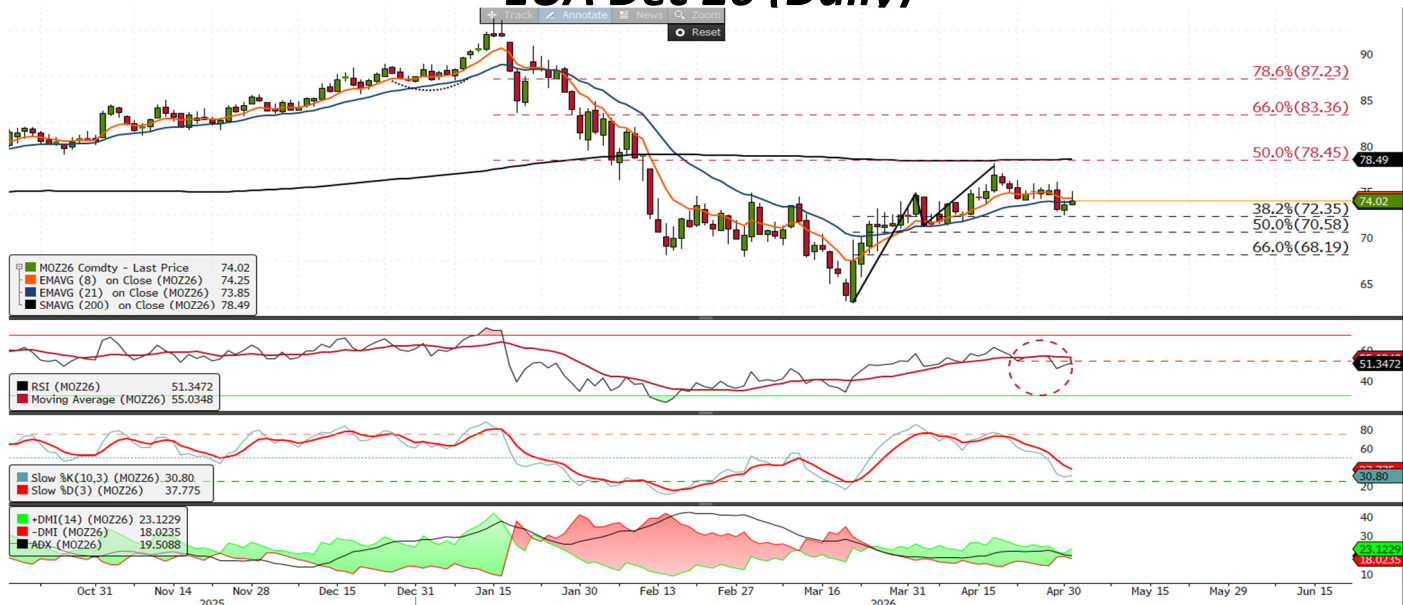 EUA Dec 26 (Daily)
Track Annotate News Zoom
Reset
90
78.6%(87.23)
85
66.0%(83.36)
80
50.0%(78.45)
78.49
75
74.02
38.2%(72.35)
50.0%(70.58)
70
66.0%(68.19)
65
MOZ26 Comdty - Last Price 74.02
EMAVG (8) on Close (MOZ26) 74.25
EMAVG (21) on Close (MOZ26) 73.85
SMAVG (200) on Close (MOZ26) 78.49
60
51.3472
40
RSI (MOZ26) 51.3472
Moving Average (MOZ26) 55.0348
80
60
30.80
20
Slow %K(10,3) (MOZ26) 30.80
Slow %D(3) (MOZ26) 37.775
+DMI(14) (MOZ26) 23.1229
-DMI (MOZ26) 18.0235
ADX (MOZ26) 19.5088
40
30
23.1229
18.0235
10
Oct 31 Nov 14 Nov 28 Dec 15 Dec 31 Jan 15 Jan 30 Feb 13 Feb 27 Mar 16 Mar 31 Apr 15 Apr 30 May 15 May 29 Jun 15
2025 2026